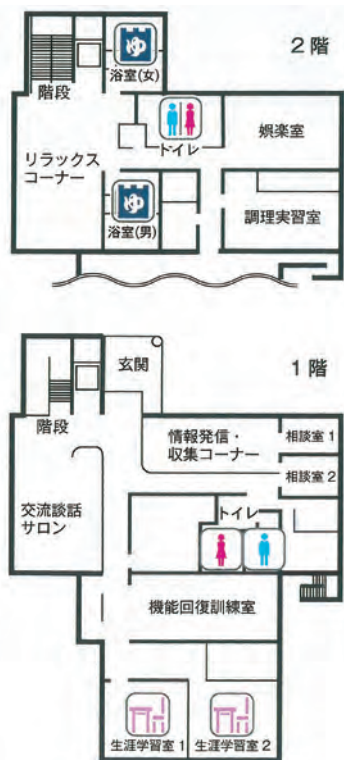 2階
ゆ
浴室(女)
階段
トイレ
娯楽室
リラックス
コーナー
ゆ
浴室(男)
調理実習室
1階
玄関
階段
情報発信・
収集コーナー
相談室 1
相談室 2
交流談話
サロン
トイレ
機能回復訓練室
生涯学習室 1
生涯学習室 2